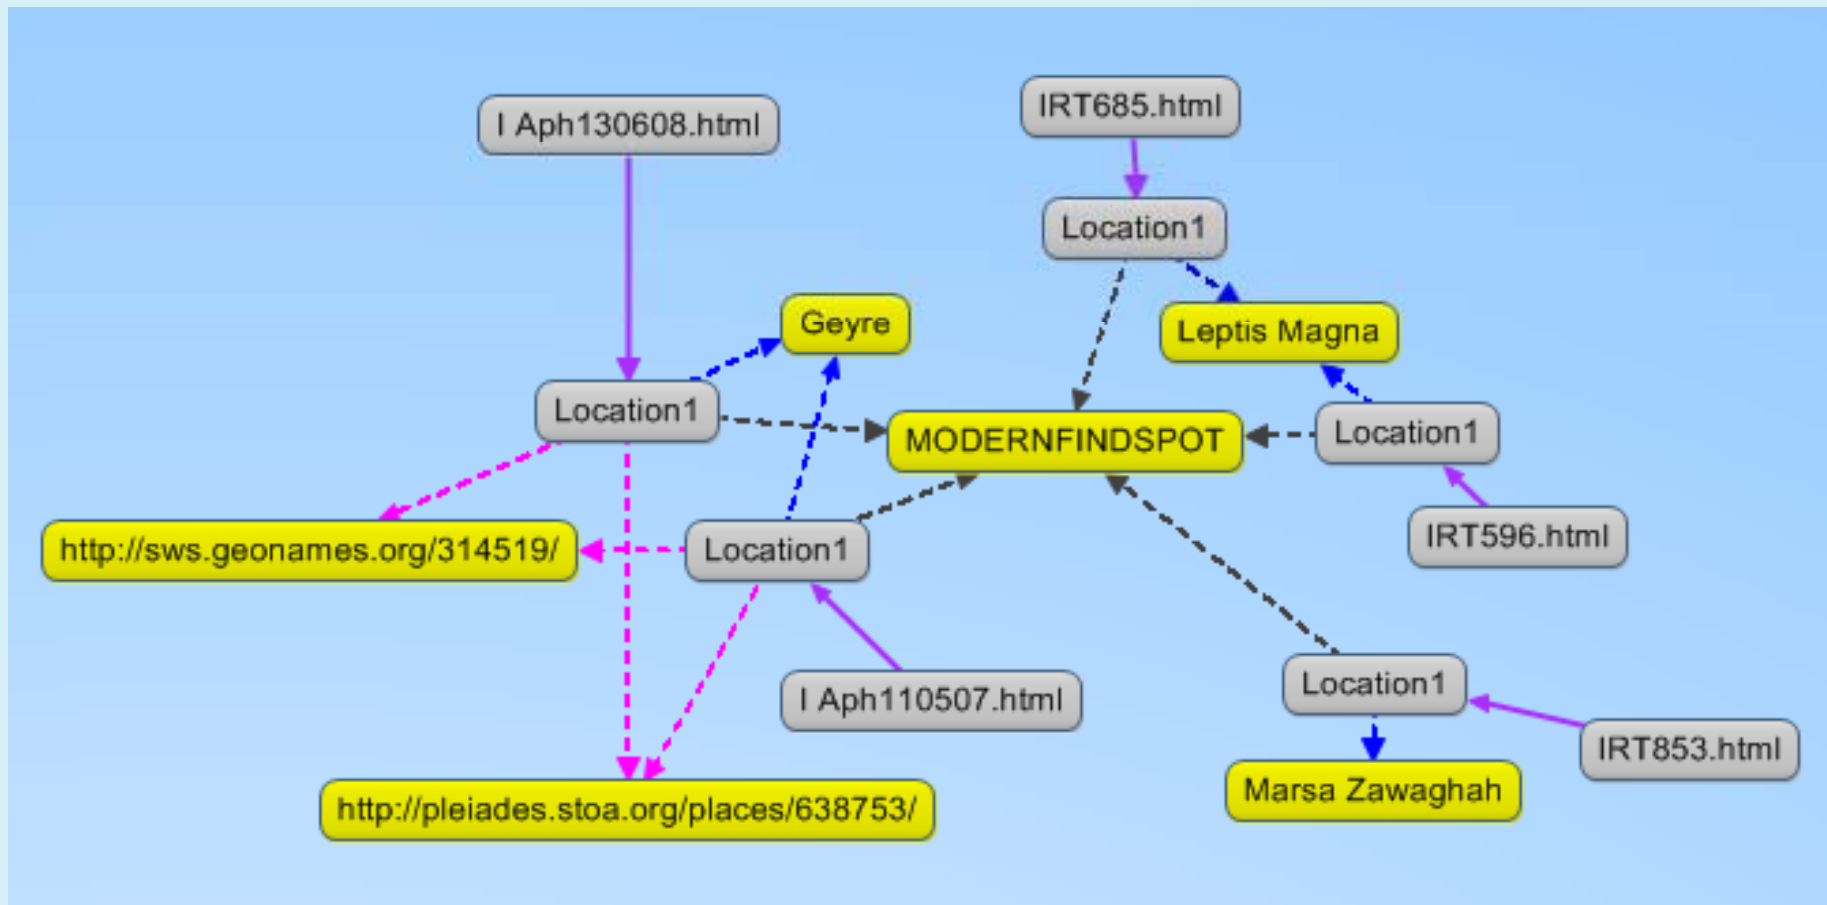 IRT685.html
I Aph130608.html
Location1
Geyre
Leptis Magna
Location1
MODERNFINDSPOT
Location1
IRT596.html
http://sws.geonames.org/314519/
Location1
Location1
I Aph110507.html
IRT853.html
Marsa Zawaghah
http://pleiades.stoa.org/places/638753/